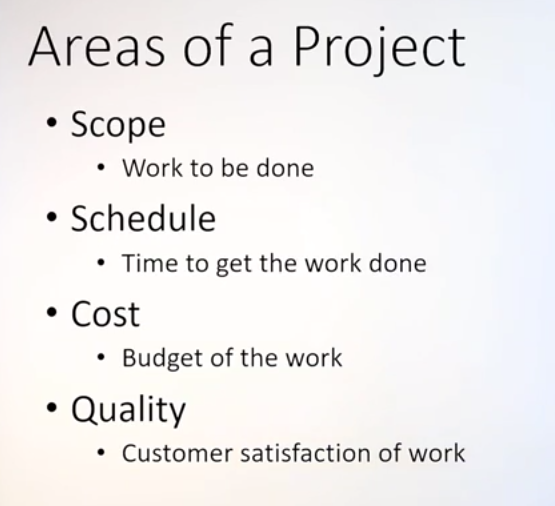 Areas of a Project
• Scope
• Work to be done
• Schedule
• Time to get the work done
• Cost
• Budget of the work
• Quality
• Customer satisfaction of work